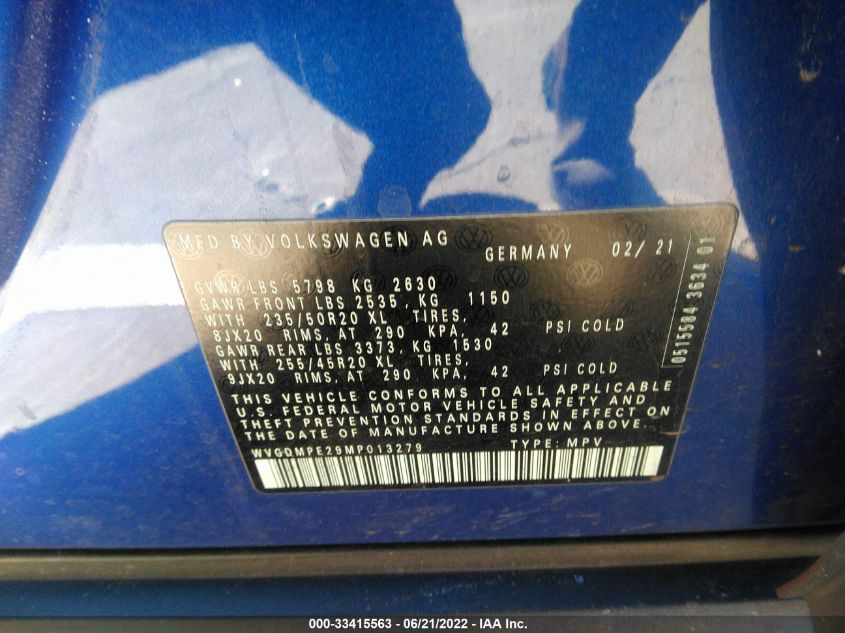 MFD BY VOLKSWAGEN AG
GERMANY 02/ 21
GVWR LBS 5798 KG 2630
GAWR FRONT LBS 2535, KG 1150
WITH 235/50R20 XL TIRES,
8JX20 RIMS, AT 290 KPA, 42 PSI COLD
GAWR REAR LBS 3373, KG 1530
WITH 255/45R20 XL TIRES,
9JX20 RIMS, AT 290 KPA, 42 PSI COLD
THIS VEHICLE CONFORMS TO ALL APPLICABLE
U.S. FEDERAL MOTOR VEHICLE SAFETY AND
THEFT PREVENTION STANDARDS IN EFFECT ON
THE DATE OF MANUFACTURE SHOWN ABOVE.
WVGDMPE29MP013279 TYPE: MPV
0515584 3634 01
000-33415563 - 06/21/2022 - IAA Inc.